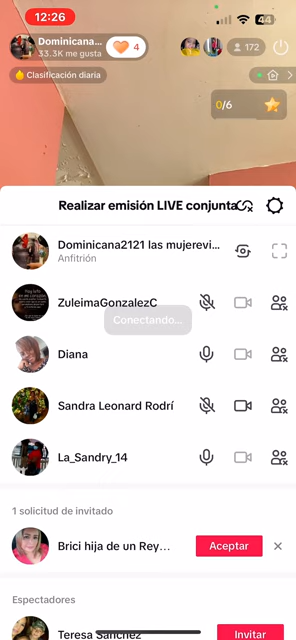 12:26
44
Dominicana...
33.3K me gusta
4
172
Clasificación diaria
0/6
Realizar emisión LIVE conjunta
Dominicana2121 las mujerevi...
Anfitrión
ZuleimaGonzalezC
Conectando...
Diana
Sandra Leonard Rodrí
La_Sandry_14
1 solicitud de invitado
Brici hija de un Rey...
Aceptar
Espectadores
Teresa Sanchez
Invitar